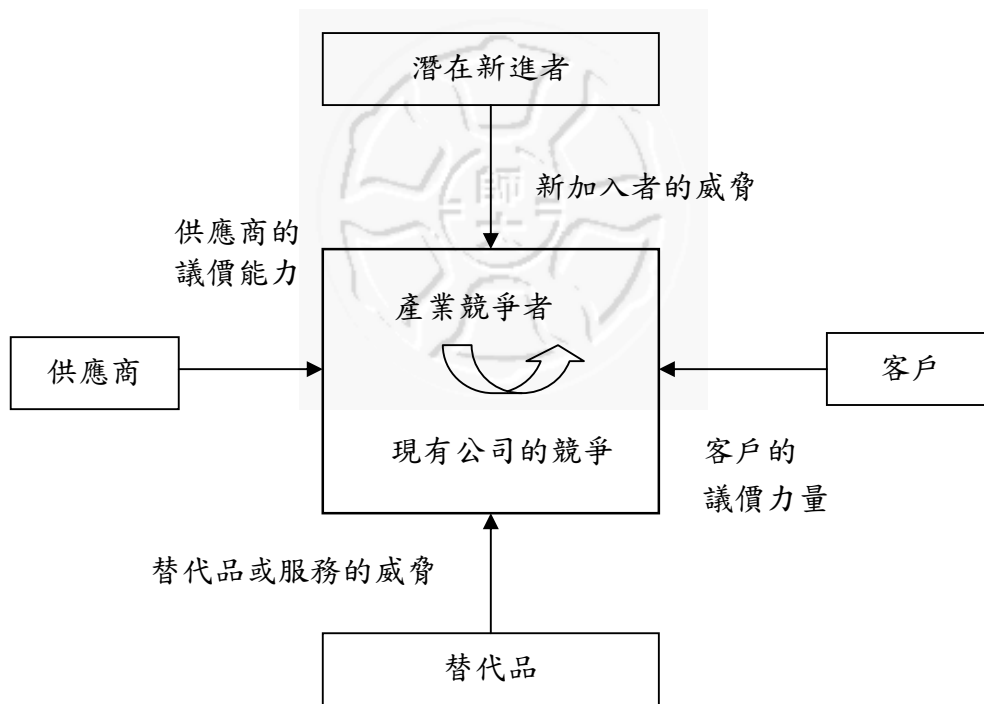 潛在新進者
新加入者的威脅
供應商的
議價能力
產業競爭者
供應商
客戶
現有公司的競爭
客戶的
議價力量
替代品或服務的威脅
替代品
師大